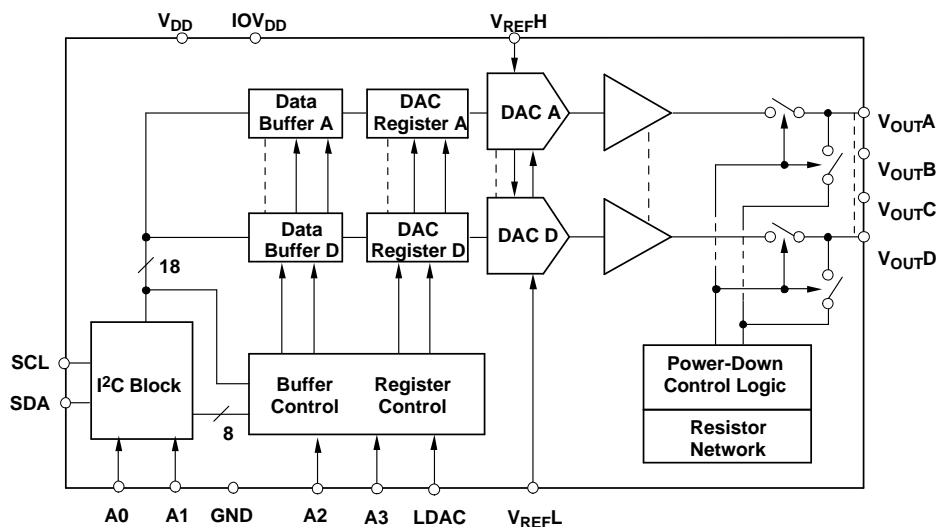 VDD IOVDD VREFH
Data Buffer A
DAC Register A
DAC A
VOUTA
VOUTB
VOUTC
Data Buffer D
DAC Register D
DAC D
VOUTD
18
SCL
I²C Block
SDA
Buffer Control
Register Control
8
Power-Down Control Logic
Resistor Network
A0 A1 GND A2 A3 LDAC VREFL